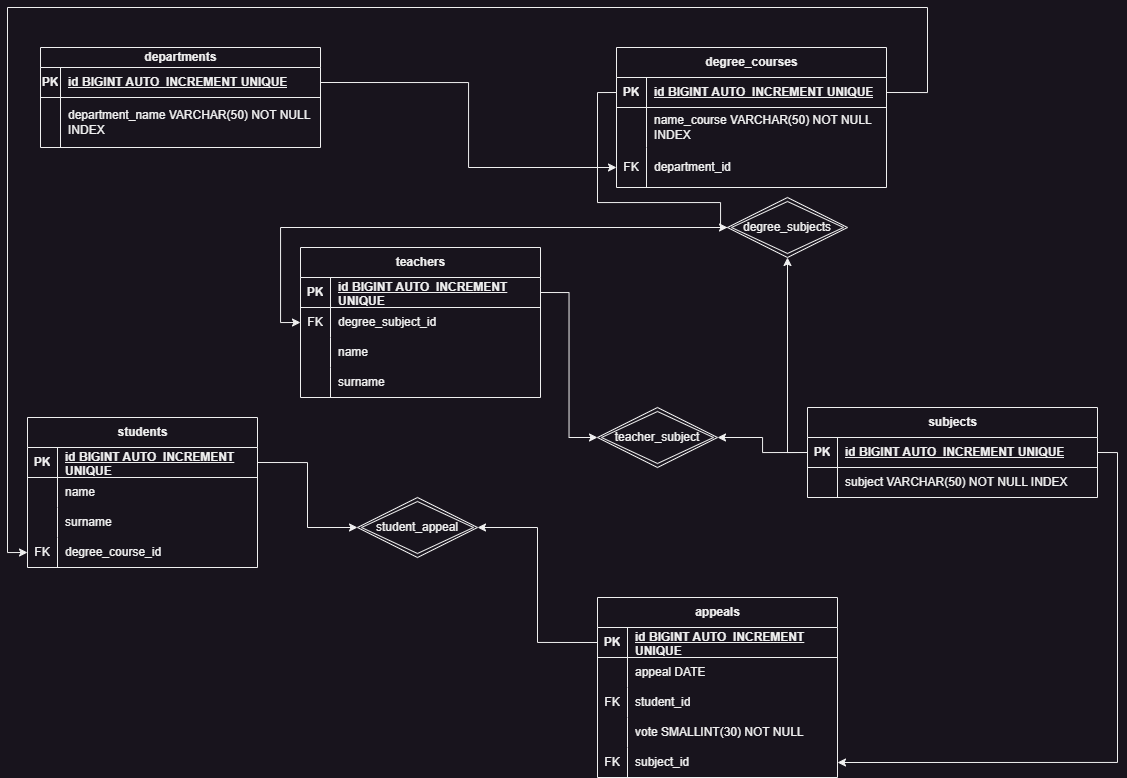 departments
PK id BIGINT AUTO_INCREMENT UNIQUE
department_name VARCHAR(50) NOT NULL
INDEX
degree_courses
PK id BIGINT AUTO_INCREMENT UNIQUE
name_course VARCHAR(50) NOT NULL
INDEX
FK department_id
degree_subjects
teachers
PK id BIGINT AUTO_INCREMENT
UNIQUE
FK degree_subject_id
name
surname
teacher_subject
subjects
PK id BIGINT AUTO_INCREMENT UNIQUE
subject VARCHAR(50) NOT NULL INDEX
students
PK id BIGINT AUTO_INCREMENT
UNIQUE
name
surname
FK degree_course_id
student_appeal
appeals
PK id BIGINT AUTO_INCREMENT
UNIQUE
appeal DATE
FK student_id
vote SMALLINT(30) NOT NULL
FK subject_id